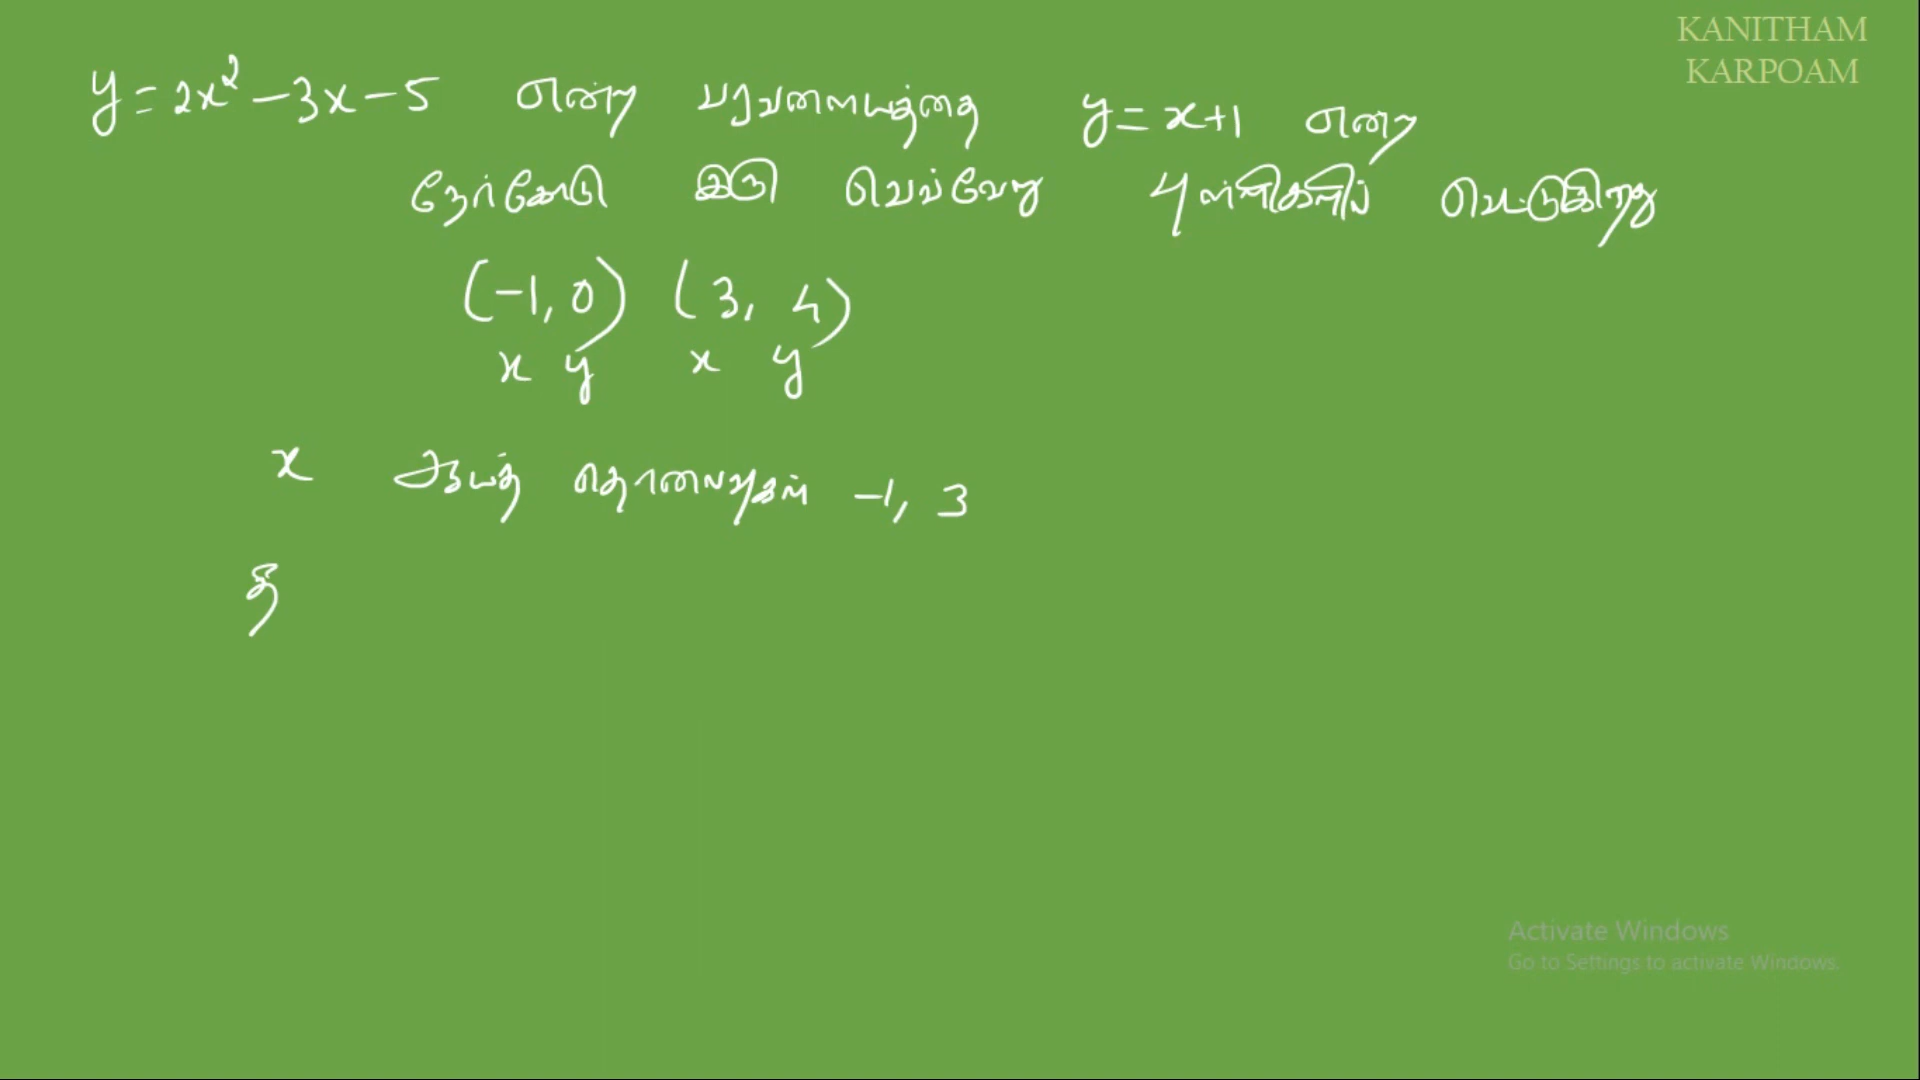 KANITHAM
KARPOAM
y = 2x² - 3x - 5 என்ற பரவளையத்தை y = x+1 என்ற
நேர்கோடு இரு வெவ்வேறு புள்ளிகளில் வெட்டுகிறது
(-1, 0) (3, 4)
x y x y
x ஆயத் தொலைவுகள் -1, 3
தீ
Activate Windows
Go to Settings to activate Windows.